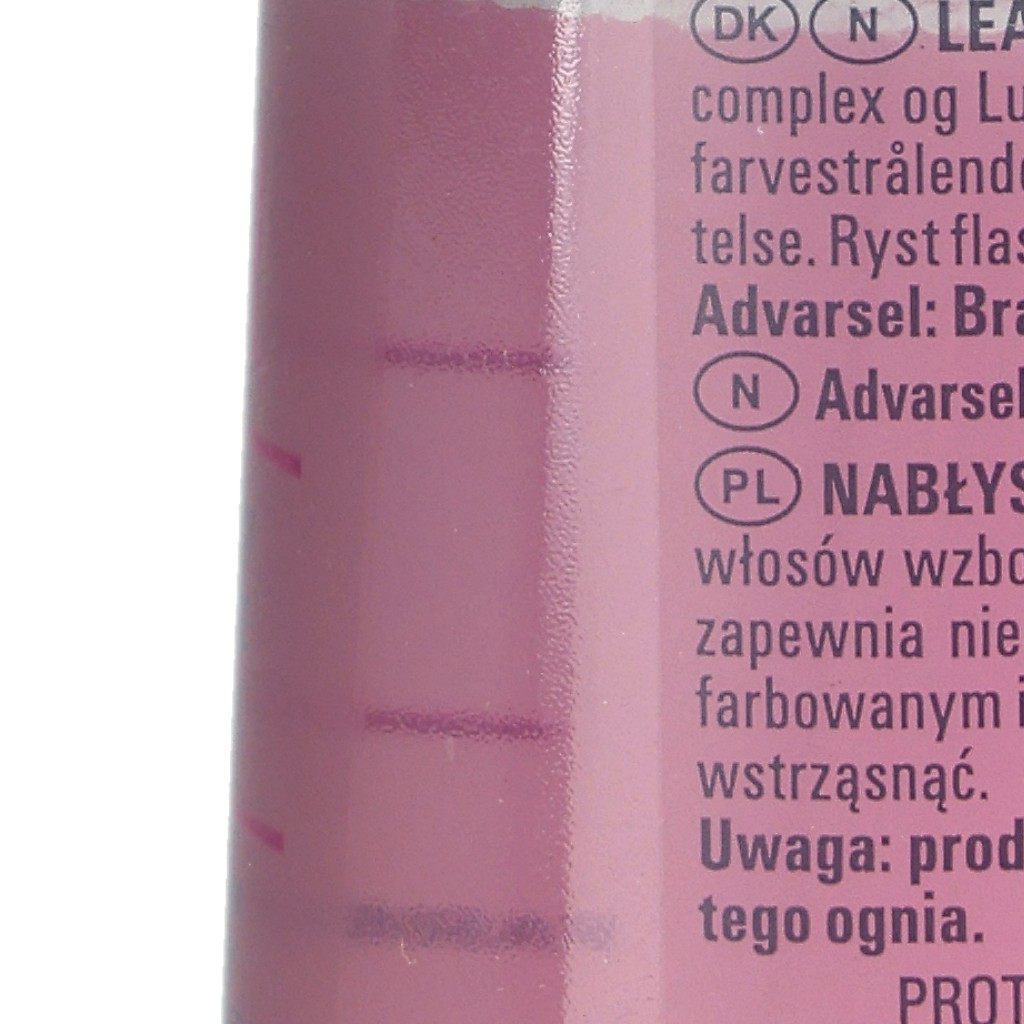 DK N LEA
complex og Lu
farvestrålende
telse. Ryst flas
Advarsel: Bra
N Advarsel
PL NABŁYS
włosów wzbo
zapewnia nie
farbowanym i
wstrząsnąć.
Uwaga: prod
tego ognia.
PROT